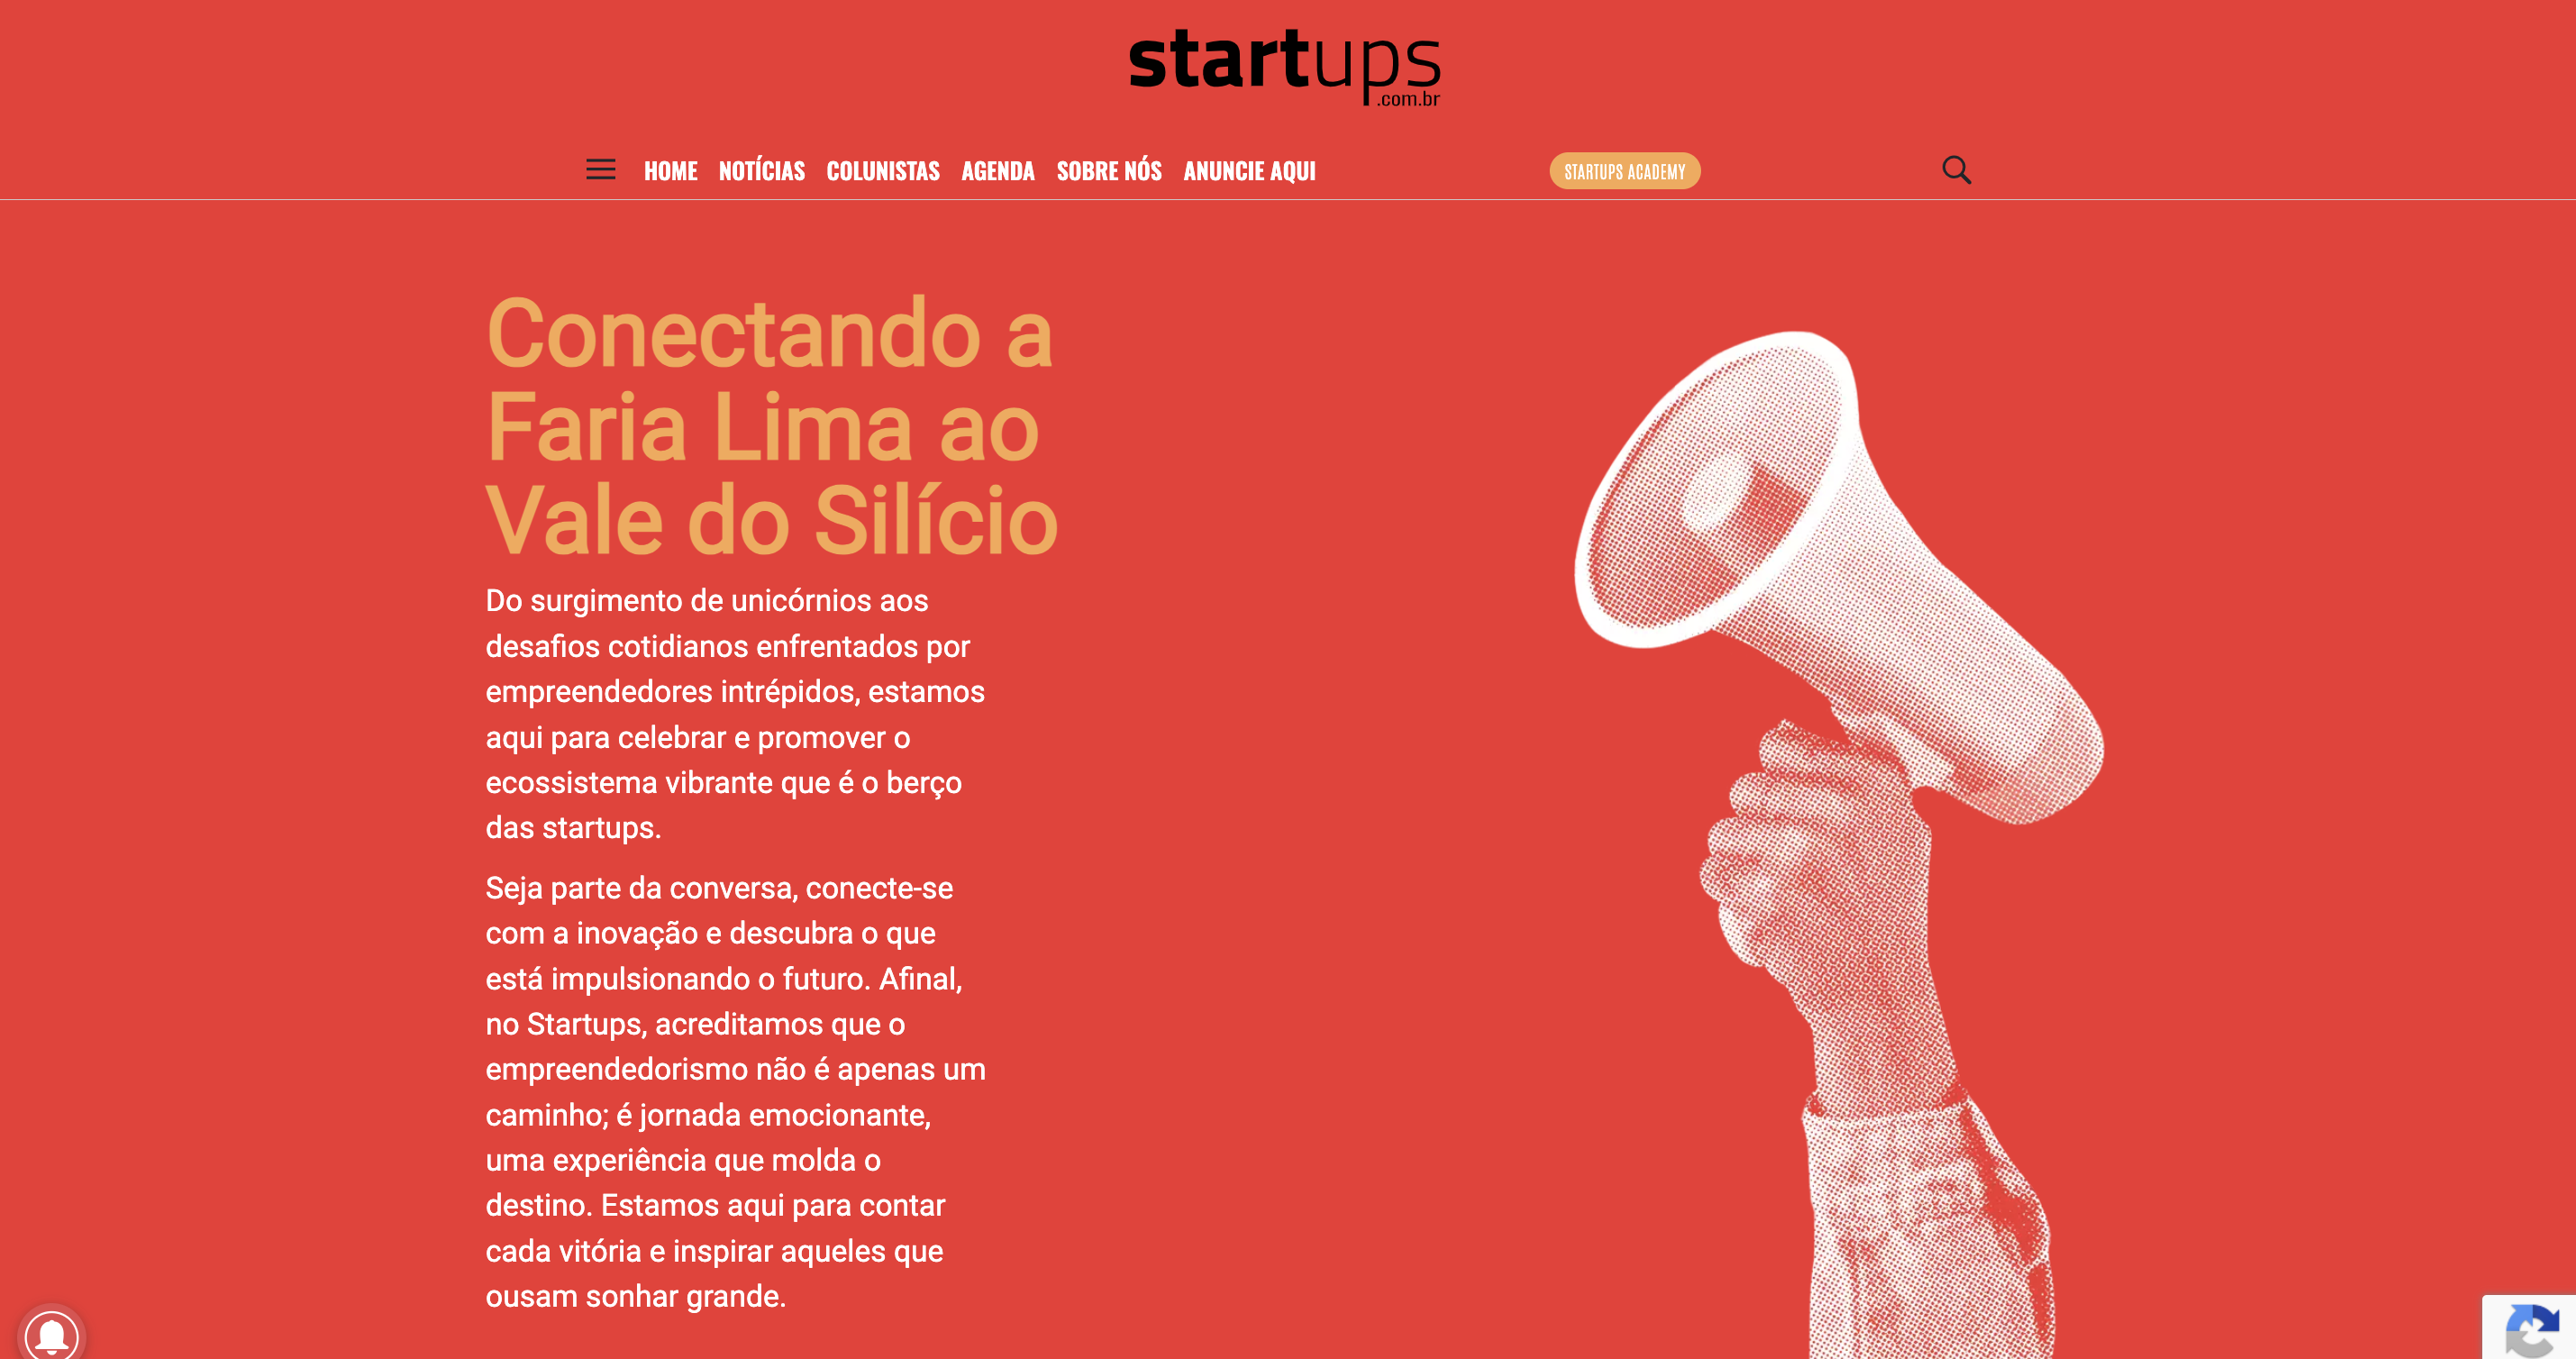 startups
.com.br
HOME NOTÍCIAS COLUNISTAS AGENDA SOBRE NÓS ANUNCIE AQUI STARTUPS ACADEMY
Conectando a
Faria Lima ao
Vale do Silício
Do surgimento de unicórnios aos
desafios cotidianos enfrentados por
empreendedores intrépidos, estamos
aqui para celebrar e promover o
ecossistema vibrante que é o berço
das startups.
Seja parte da conversa, conecte-se
com a inovação e descubra o que
está impulsionando o futuro. Afinal,
no Startups, acreditamos que o
empreendedorismo não é apenas um
caminho; é jornada emocionante,
uma experiência que molda o
destino. Estamos aqui para contar
cada vitória e inspirar aqueles que
ousam sonhar grande.